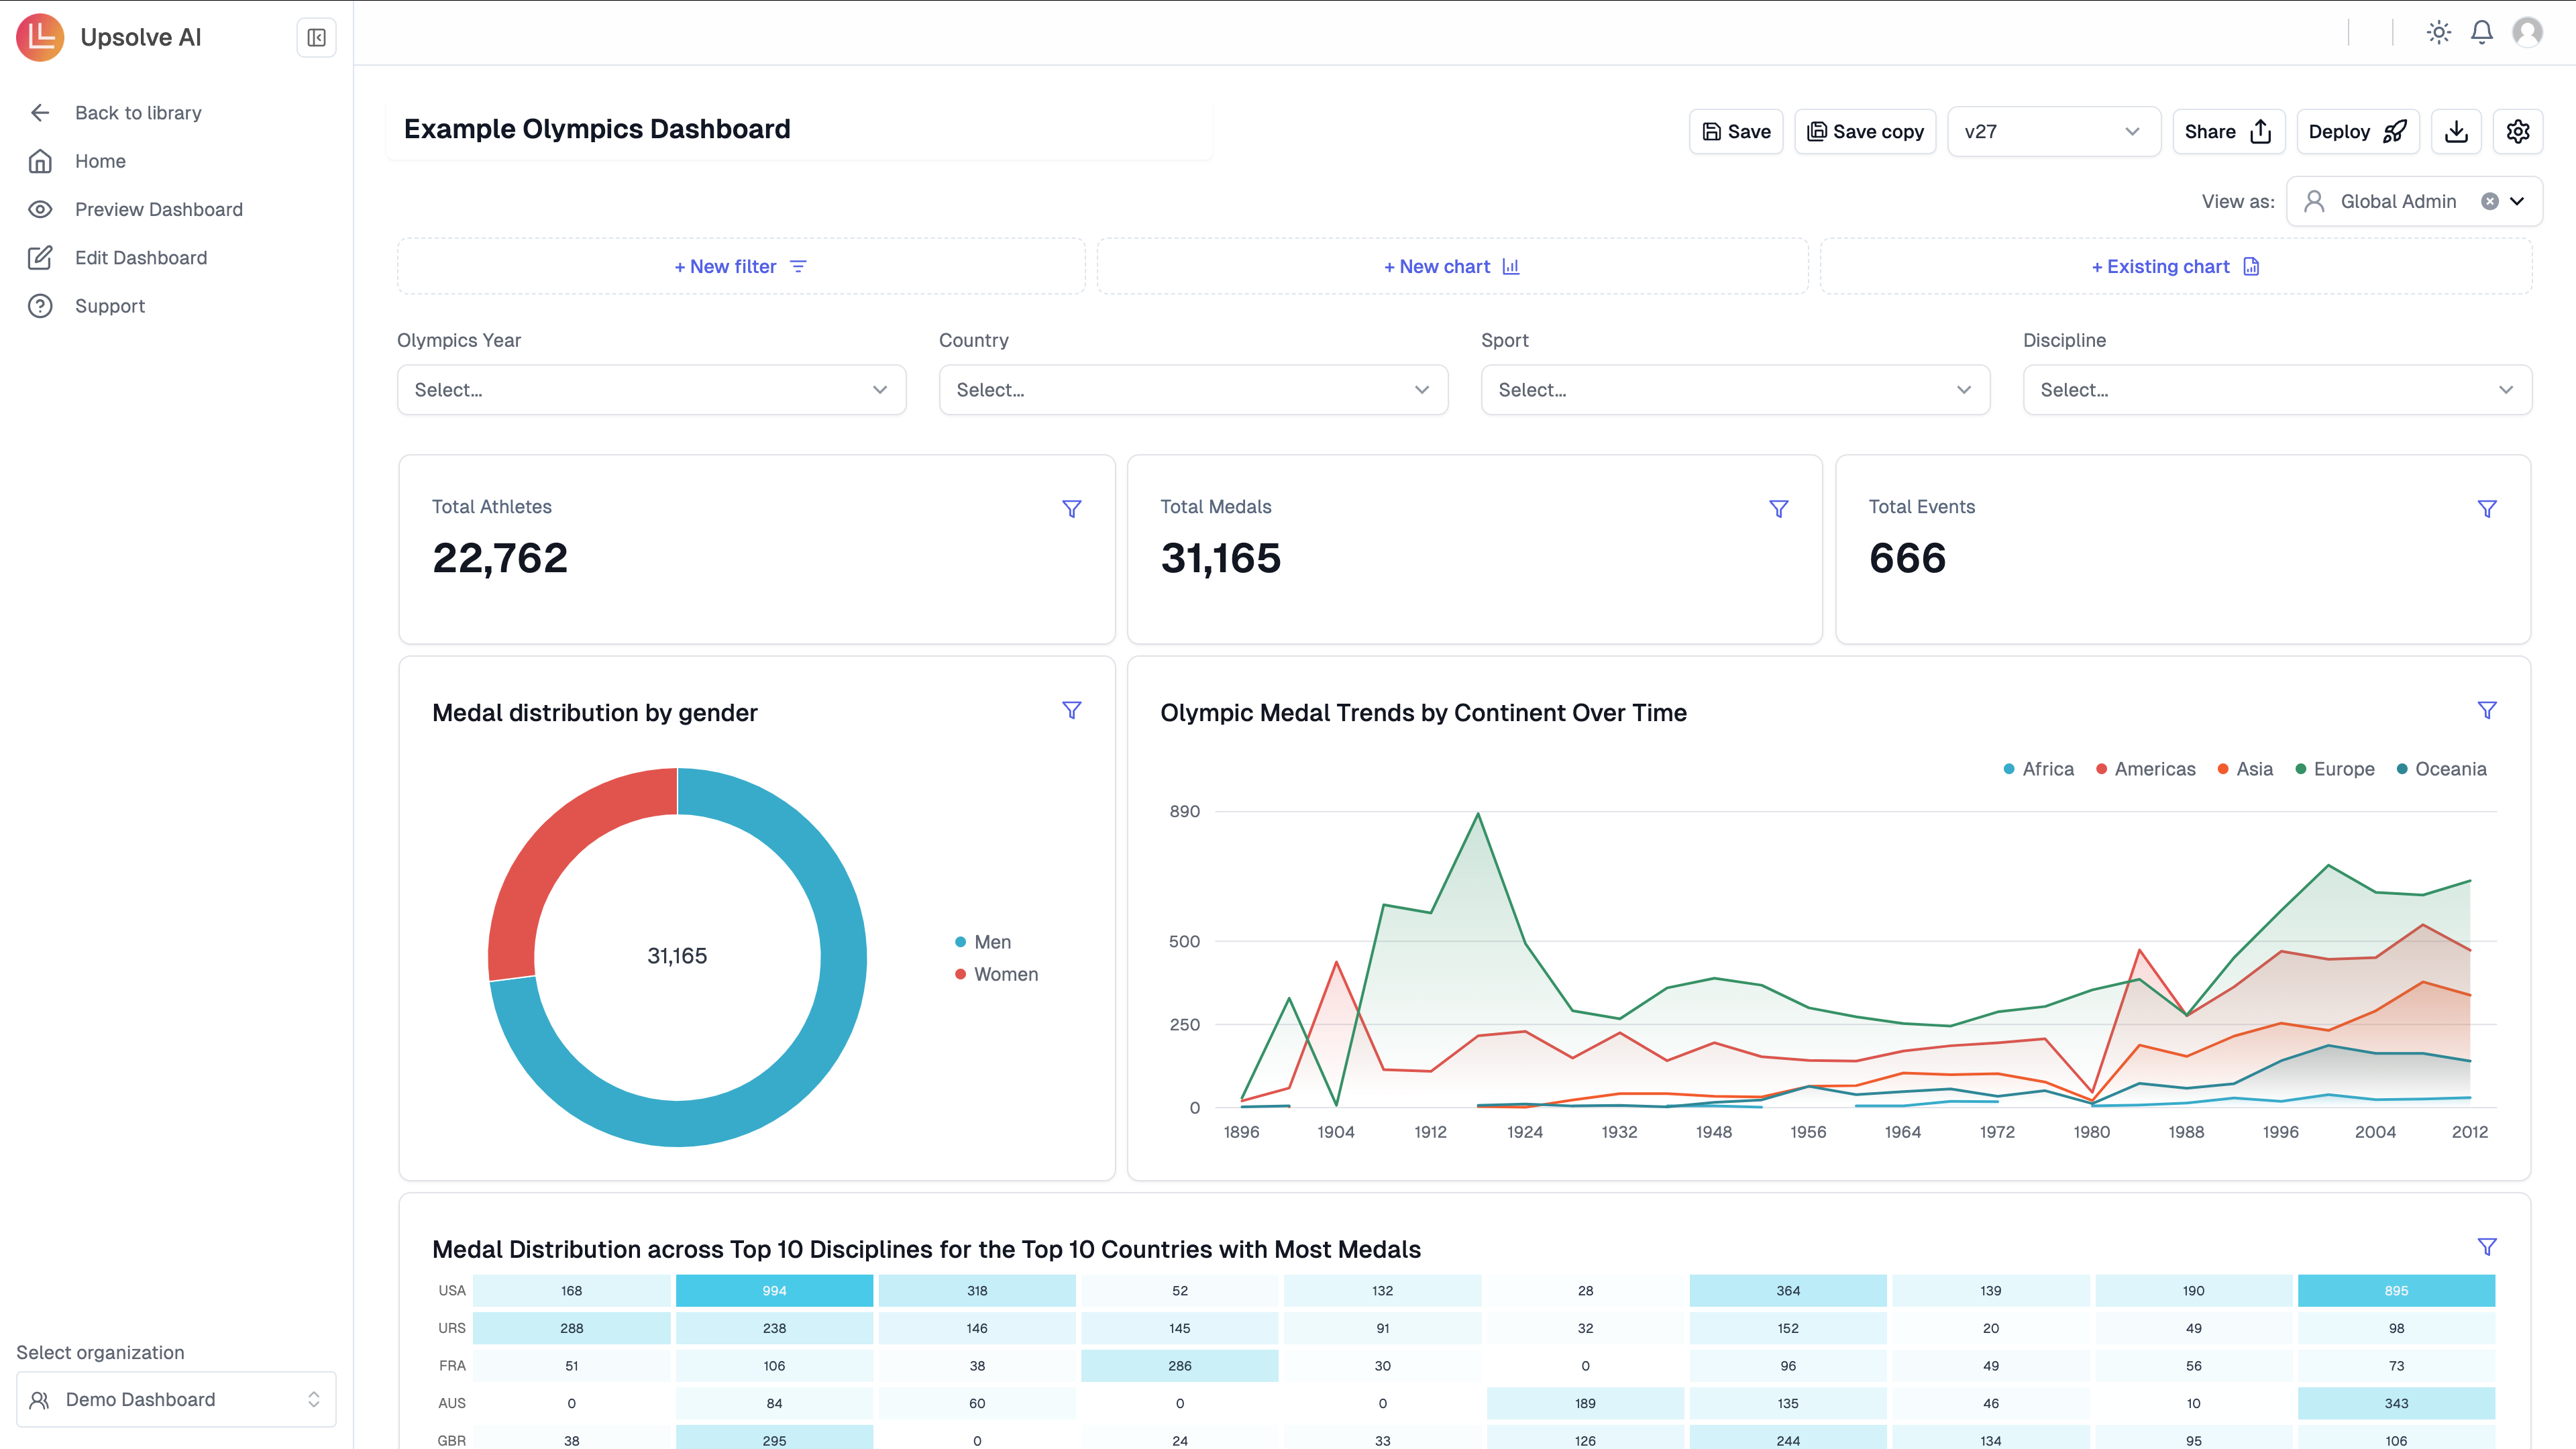 Upsolve AI
Back to library
Home
Preview Dashboard
Edit Dashboard
Support
Select organization
Demo Dashboard
Example Olympics Dashboard
Save
Save copy
v27
Share
Deploy
View as:
Global Admin
+ New filter
+ New chart
+ Existing chart
Olympics Year
Country
Sport
Discipline
Select...
Select...
Select...
Select...
Total Athletes
22,762
Total Medals
31,165
Total Events
666
Medal distribution by gender
31,165
Men
Women
Olympic Medal Trends by Continent Over Time
Africa Americas Asia Europe Oceania
890
500
250
0
1896 1904 1912 1924 1932 1948 1956 1964 1972 1980 1988 1996 2004 2012
Medal Distribution across Top 10 Disciplines for the Top 10 Countries with Most Medals
USA 168 994 318 52 132 28 364 139 190 895
URS 288 238 146 145 91 32 152 20 49 98
FRA 51 106 38 286 30 0 96 49 56 73
AUS 0 84 60 0 0 189 135 46 10 343
GBR 38 295 0 24 33 126 244 134 95 106